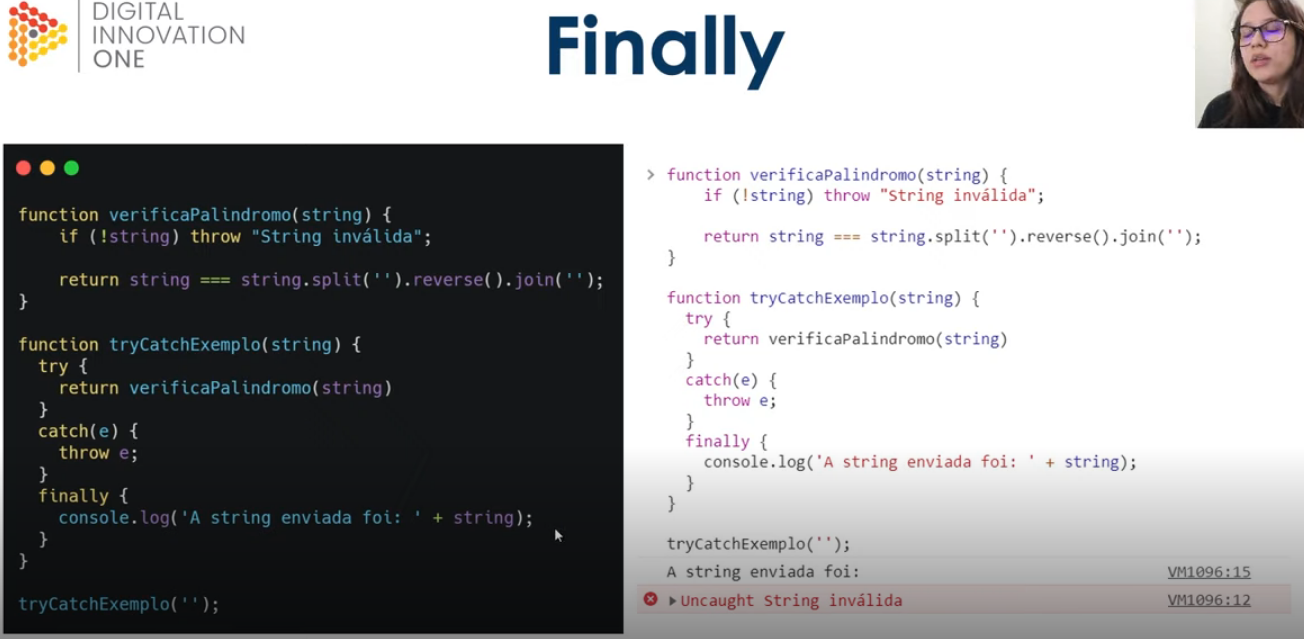 DIGITAL
INNOVATION
ONE
Finally
function verificaPalindromo(string) {
if (!string) throw "String inválida";
return string === string.split('').reverse().join('');
}
function tryCatchExemplo(string) {
try {
return verificaPalindromo(string)
}
catch(e) {
throw e;
}
finally {
console.log('A string enviada foi: ' + string);
}
}
tryCatchExemplo('');
> function verificaPalindromo(string) {
if (!string) throw "String inválida";
return string === string.split('').reverse().join('');
}
function tryCatchExemplo(string) {
try {
return verificaPalindromo(string)
}
catch(e) {
throw e;
}
finally {
console.log('A string enviada foi: ' + string);
}
}
tryCatchExemplo('');
A string enviada foi: VM1096:15
Uncaught String inválida VM1096:12